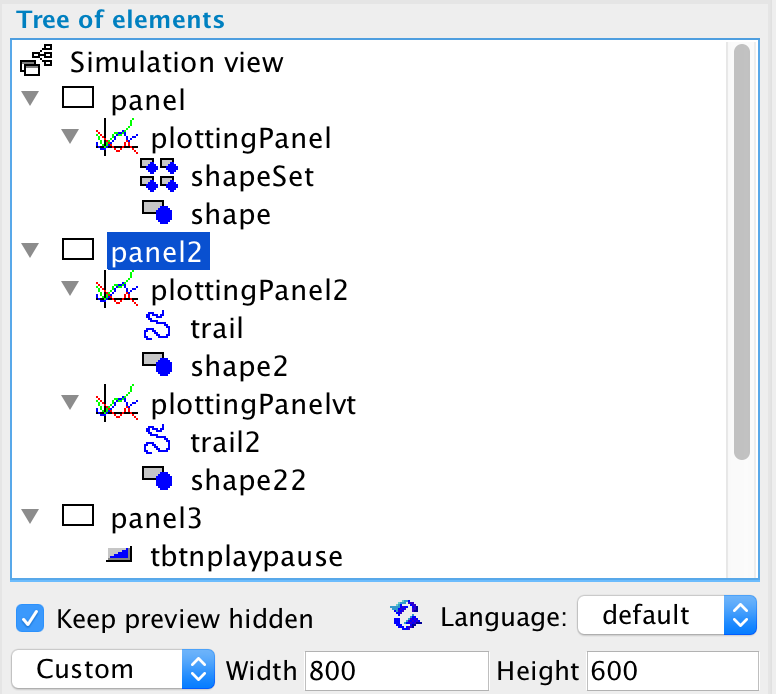 Tree of elements
Simulation view
panel
plottingPanel
shapeSet
shape
panel2
plottingPanel2
trail
shape2
plottingPanelvt
trail2
shape22
panel3
tbtnplaypause
Keep preview hidden Language: default
Custom Width 800 Height 600